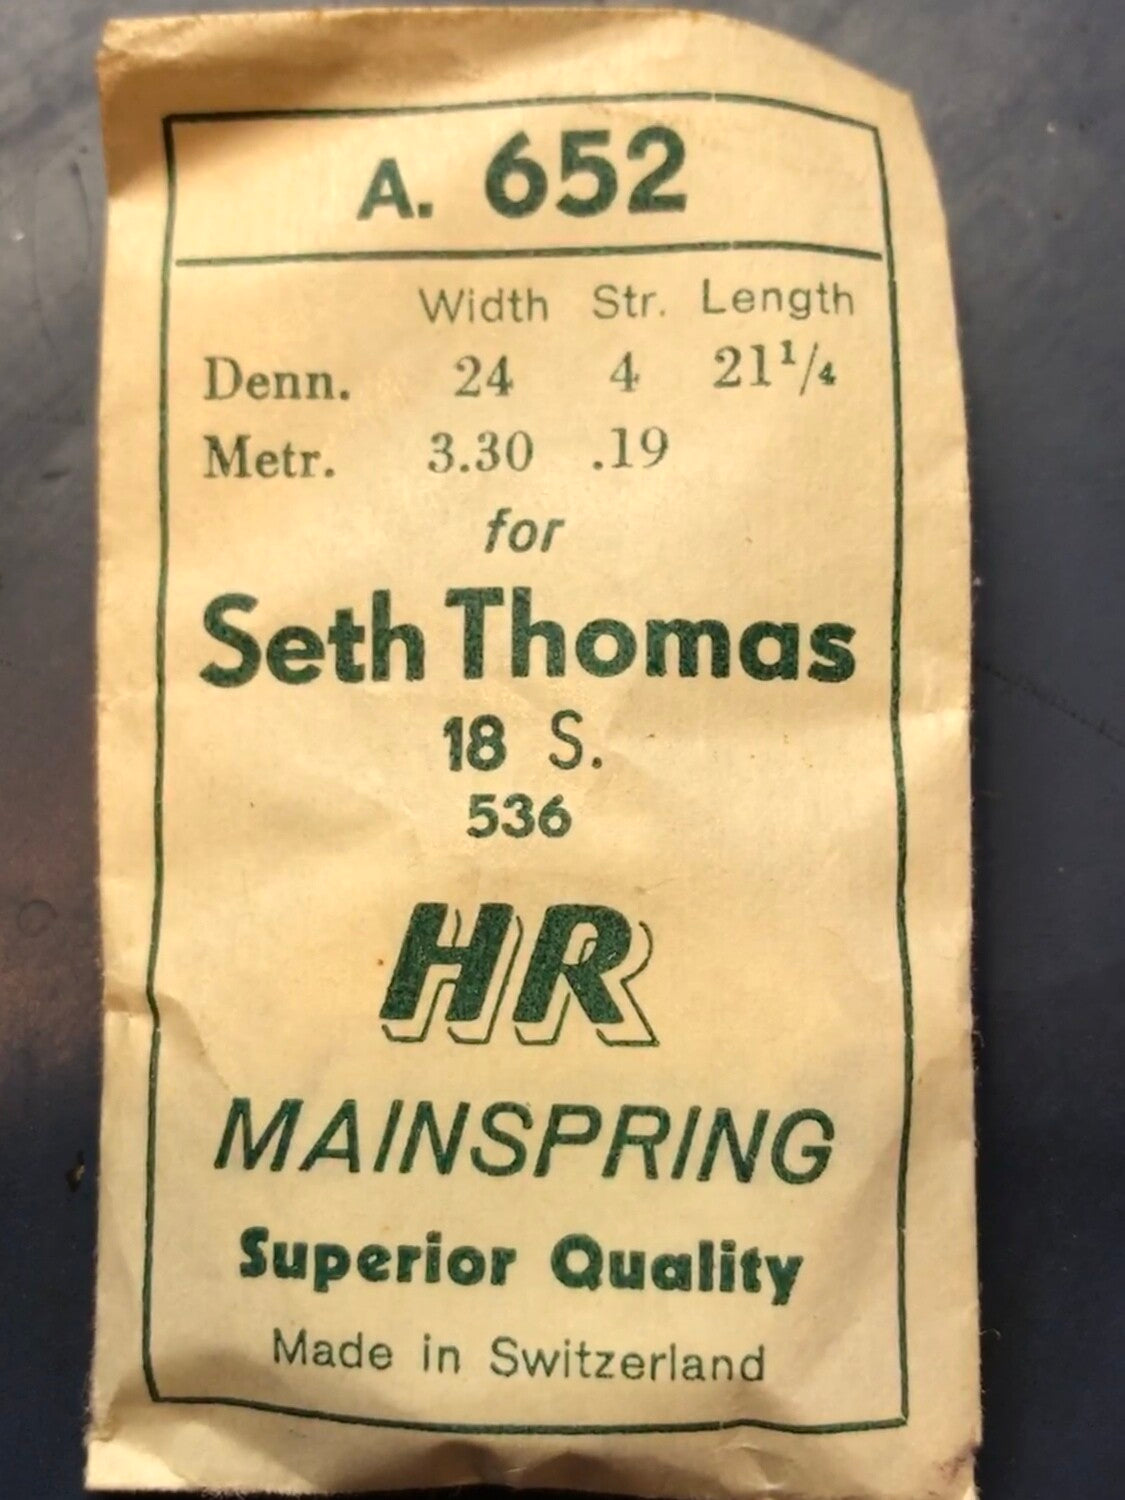 A. 652
Width Str. Length
Denn. 24 4 21¹/₄
Metr. 3.30 .19
for
Seth Thomas
18 S.
536
HR
MAINSPRING
Superior Quality
Made in Switzerland